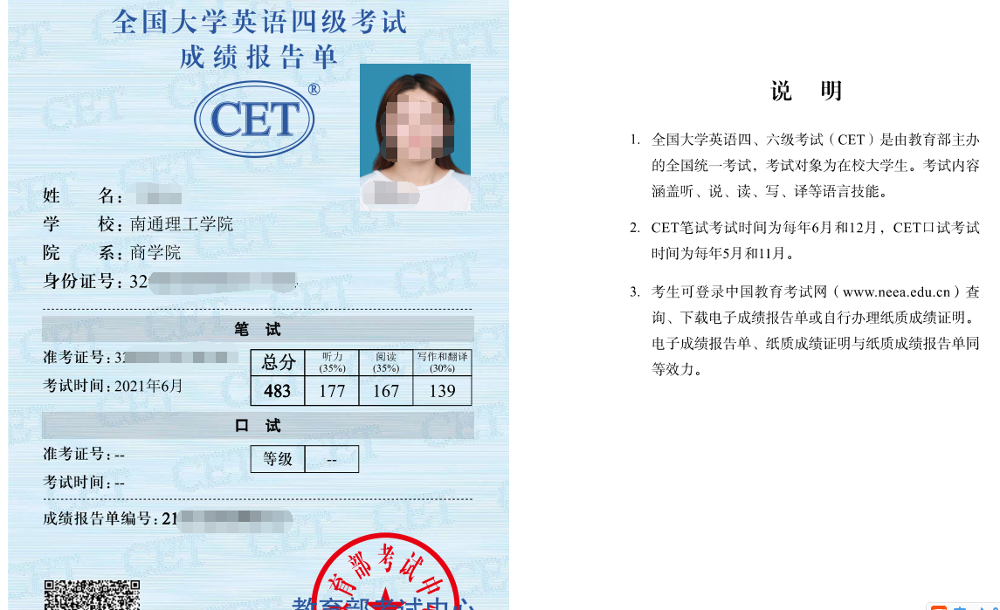 全国大学英语四级考试
成绩报告单
CET®
姓 名:
学 校: 南通理工学院
院 系: 商学院
身份证号: 32
笔 试
准考证号: 32
考试时间: 2021年6月
总分 听力 (35%) 阅读 (35%) 写作和翻译 (30%)
483 177 167 139
口 试
准考证号: --
考试时间: --
等级 --
成绩报告单编号: 21
育部考试中
教育部考试中心
说 明
1. 全国大学英语四、六级考试（CET）是由教育部主办
的全国统一考试，考试对象为在校大学生。考试内容
涵盖听、说、读、写、译等语言技能。
2. CET笔试考试时间为每年6月和12月，CET口试考试
时间为每年5月和11月。
3. 考生可登录中国教育考试网（www.neea.edu.cn）查
询、下载电子成绩报告单或自行办理纸质成绩证明。
电子成绩报告单、纸质成绩证明与纸质成绩报告单同
等效力。